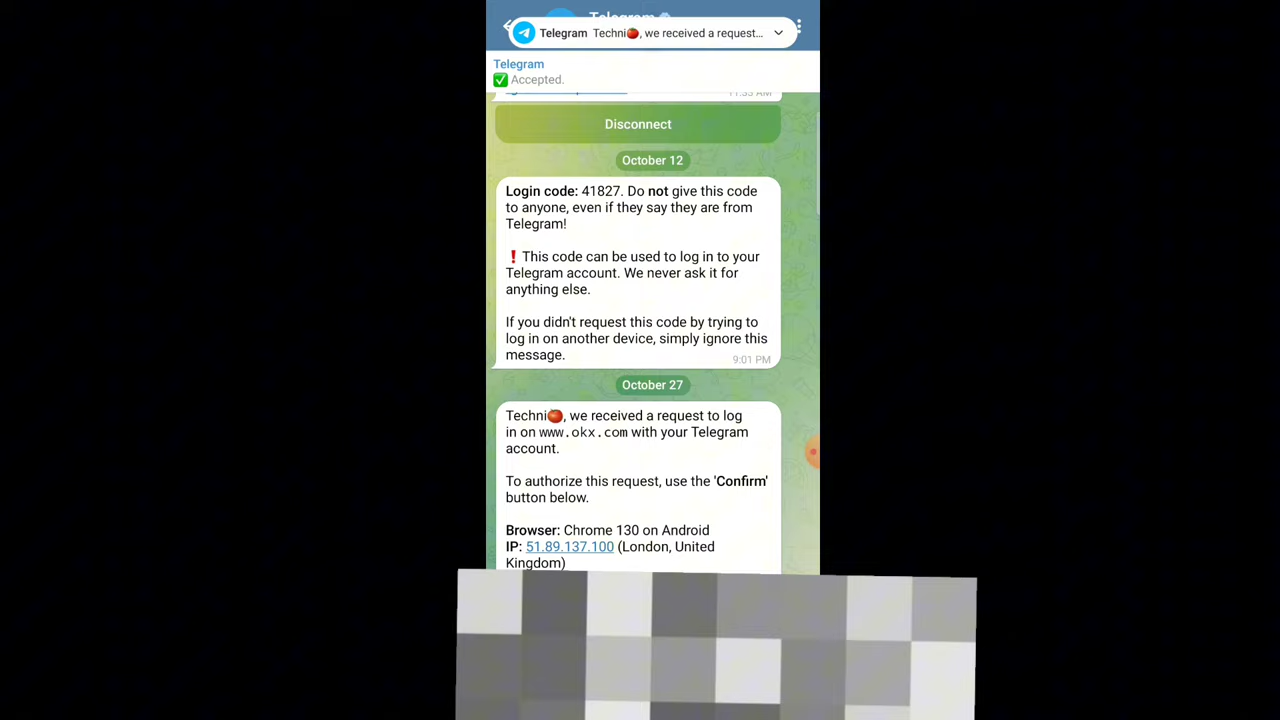 Telegram Techni🍅, we received a request...
Telegram
✅ Accepted.
11:33 AM
Disconnect
October 12
Login code: 41827. Do not give this code
to anyone, even if they say they are from
Telegram!
❗ This code can be used to log in to your
Telegram account. We never ask it for
anything else.
If you didn't request this code by trying to
log in on another device, simply ignore this
message.
9:01 PM
October 27
Techni🍅, we received a request to log
in on www.okx.com with your Telegram
account.
To authorize this request, use the 'Confirm'
button below.
Browser: Chrome 130 on Android
IP: 51.89.137.100 (London, United
Kingdom)